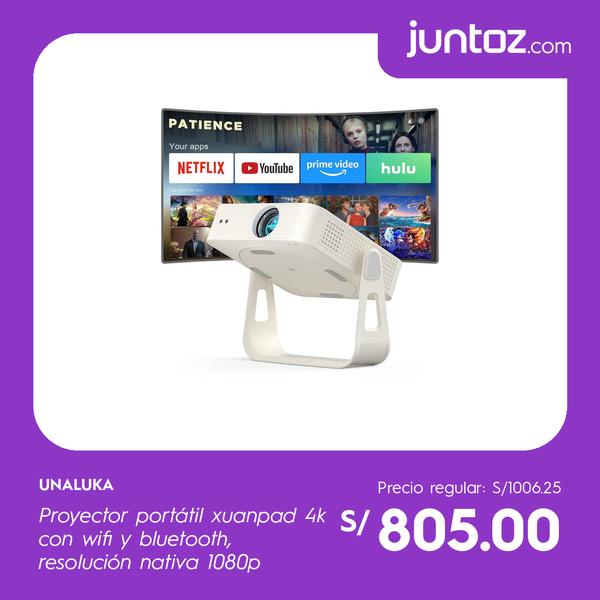 juntoz.com
PATIENCE
Your apps
NETFLIX
YouTube
prime video
hulu
UNALUKA
Proyector portátil xuanpad 4k
con wifi y bluetooth,
resolución nativa 1080p
Precio regular: S/1006.25
S/ 805.00